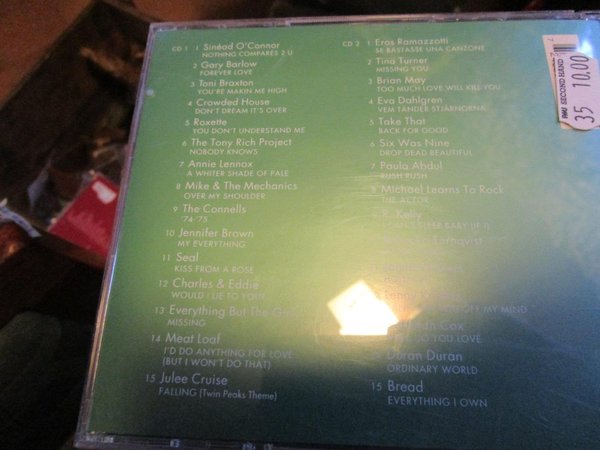 CD 1 1 Sinéad O'Connor
NOTHING COMPARES 2 U
2 Gary Barlow
FOREVER LOVE
3 Toni Braxton
YOU'RE MAKIN ME HIGH
4 Crowded House
DON'T DREAM IT'S OVER
5 Roxette
YOU DON'T UNDERSTAND ME
6 The Tony Rich Project
NOBODY KNOWS
7 Annie Lennox
A WHITER SHADE OF PALE
8 Mike & The Mechanics
OVER MY SHOULDER
9 The Connells
'74-'75
10 Jennifer Brown
MY EVERYTHING
11 Seal
KISS FROM A ROSE
12 Charles & Eddie
WOULD I LIE TO YOU?
13 Everything But The Girl
MISSING
14 Meat Loaf
I'D DO ANYTHING FOR LOVE
(BUT I WON'T DO THAT)
15 Julee Cruise
FALLING (Twin Peaks Theme)
CD 2 1 Eros Ramazzotti
SE BASTASSE UNA CANZONE
2 Tina Turner
MISSING YOU
3 Brian May
TOO MUCH LOVE WILL KILL YOU
4 Eva Dahlgren
VEM TÄNDER STJÄRNORNA
5 Take That
BACK FOR GOOD
6 Six Was Nine
DROP DEAD BEAUTIFUL
7 Paula Abdul
RUSH RUSH
8 Michael Learns To Rock
THE ACTOR
R. Kelly
SLEEP BABY (IF I)
Törnqvist
MY MIND
Cox
SO YOU LOVE
Duran Duran
ORDINARY WORLD
15 Bread
EVERYTHING I OWN
SECOND HAND
35 10,00